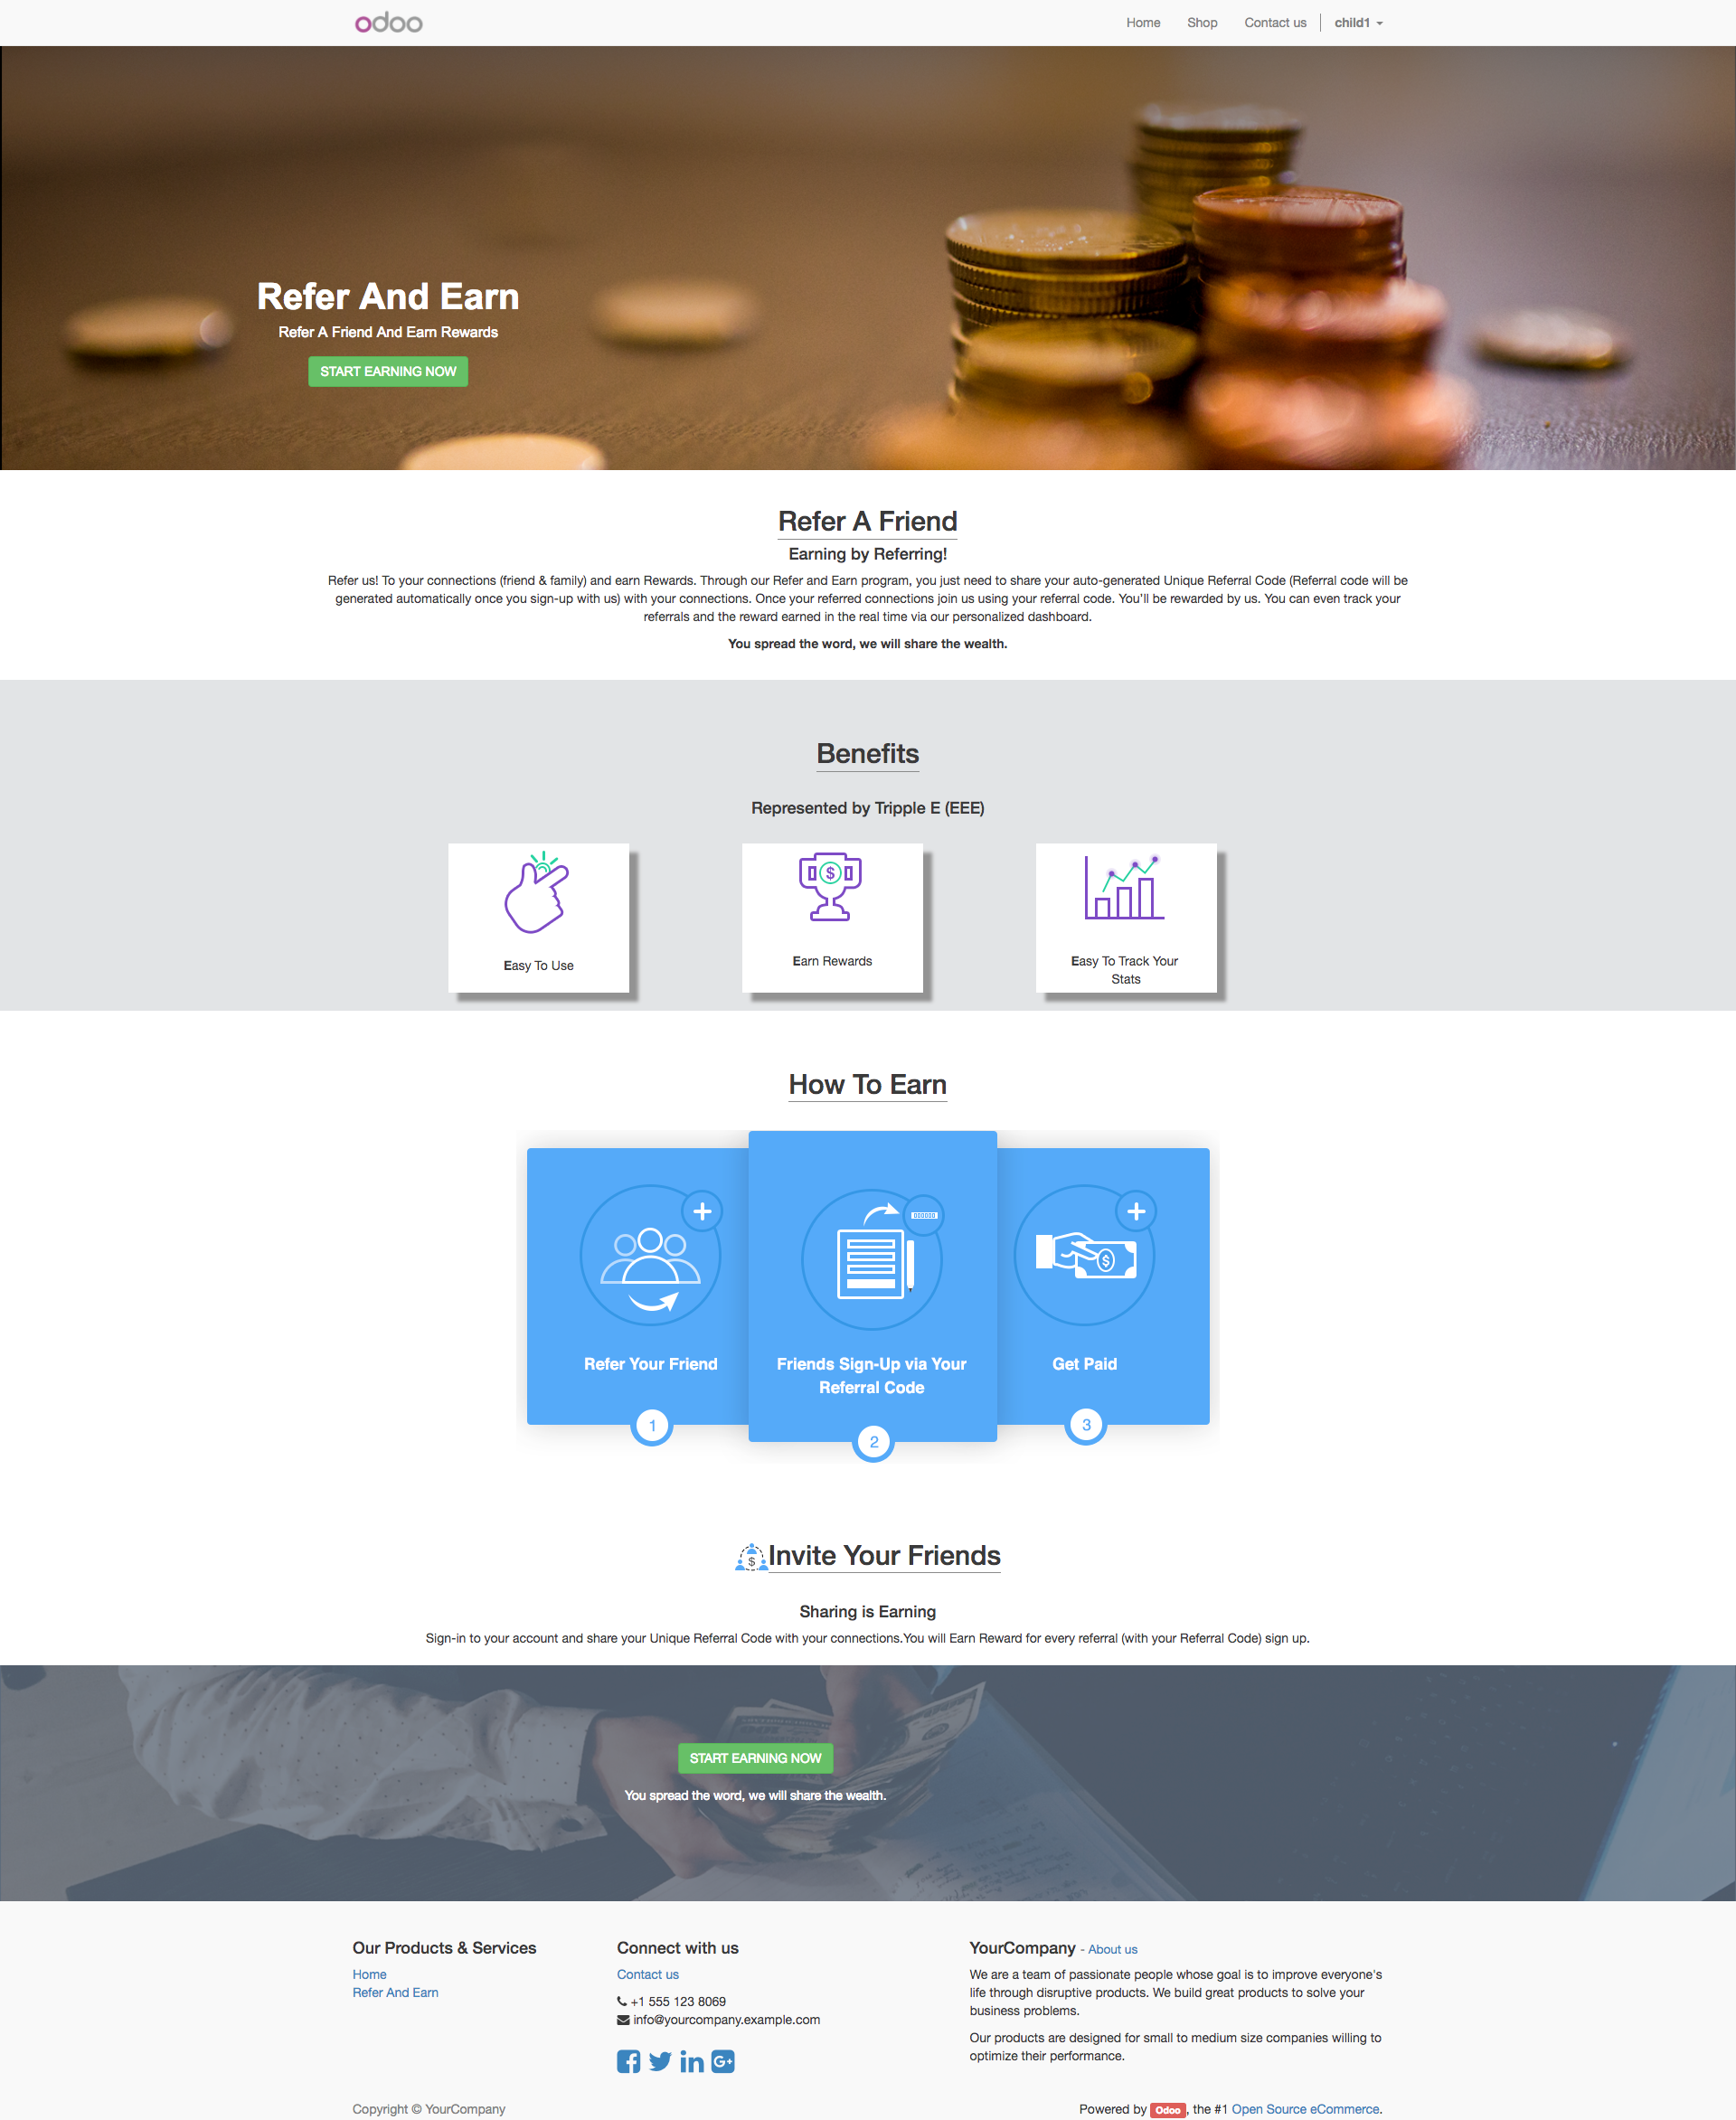 odoo
Home Shop Contact us child1
Refer And Earn
Refer A Friend And Earn Rewards
START EARNING NOW
Refer A Friend
Earning by Referring!
Refer us! To your connections (friend & family) and earn Rewards. Through our Refer and Earn program, you just need to share your auto-generated Unique Referral Code (Referral code will be
generated automatically once you sign-up with us) with your connections. Once your referred connections join us using your referral code. You'll be rewarded by us. You can even track your
referrals and the reward earned in the real time via our personalized dashboard.
You spread the word, we will share the wealth.
Benefits
Represented by Tripple E (EEE)
$
Easy To Use
Earn Rewards
Easy To Track Your
Stats
How To Earn
$
Refer Your Friend
Friends Sign-Up via Your
Referral Code
Get Paid
1
2
3
$
Invite Your Friends
Sharing is Earning
Sign-in to your account and share your Unique Referral Code with your connections.You will Earn Reward for every referral (with your Referral Code) sign up.
START EARNING NOW
You spread the word, we will share the wealth.
Our Products & Services
Home
Refer And Earn
Connect with us
Contact us
+1 555 123 8069
info@yourcompany.example.com
YourCompany - About us
We are a team of passionate people whose goal is to improve everyone's
life through disruptive products. We build great products to solve your
business problems.
Our products are designed for small to medium size companies willing to
optimize their performance.
Copyright © YourCompany
Powered by Odoo, the #1 Open Source eCommerce.